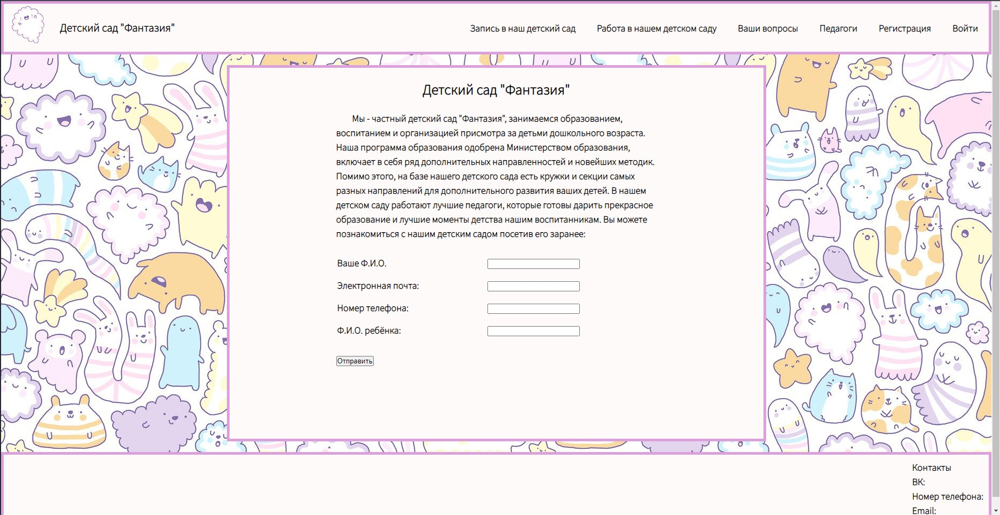 Детский сад "Фантазия"
Запись в наш детский сад
Работа в нашем детском саду
Ваши вопросы
Педагоги
Регистрация
Войти
Детский сад "Фантазия"
Мы - частный детский сад "Фантазия", занимаемся образованием,
воспитанием и организацией присмотра за детьми дошкольного возраста.
Наша программа образования одобрена Министерством образования,
включает в себя ряд дополнительных направленностей и новейших методик.
Помимо этого, на базе нашего детского сада есть кружки и секции самых
разных направлений для дополнительного развития ваших детей. В нашем
детском саду работают лучшие педагоги, которые готовы дарить прекрасное
образование и лучшие моменты детства нашим воспитанникам. Вы можете
познакомиться с нашим детским садом посетив его заранее:
Ваше Ф.И.О.
Электронная почта:
Номер телефона:
Ф.И.О. ребёнка:
Отправить
Контакты
ВК:
Номер телефона:
Email: